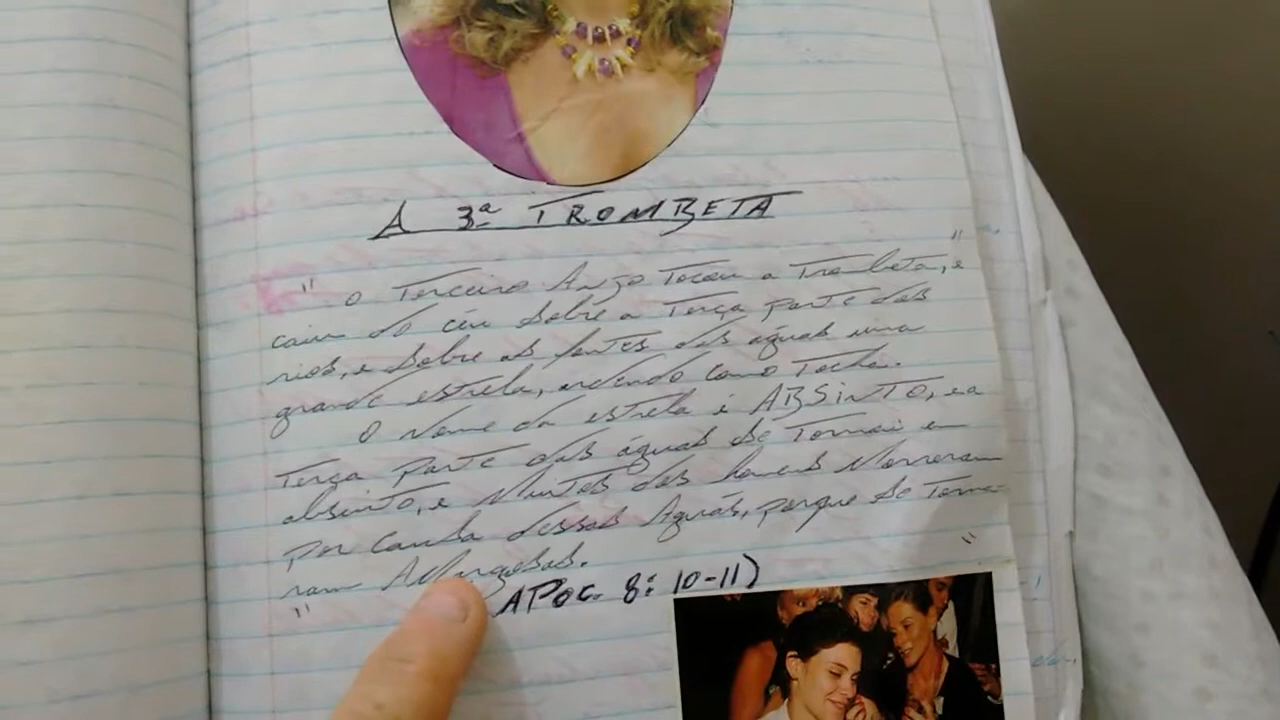 A 3ª TROMBETA
" O Terceiro Anjo Tocou a Trombeta, e "
caiu do céu sobre a Terça parte dos
rios, e sobre as fontes das águas uma
grande estrela, ardendo como Tocha.
O nome da estrela é ABSINTO, e a
Terça parte das águas se Tornou em
absinto, e Muitos dos homens Morreram
por causa dessas Águas, porque se Torna-
ram Amargosas. "
" APOC. 8: 10-11)